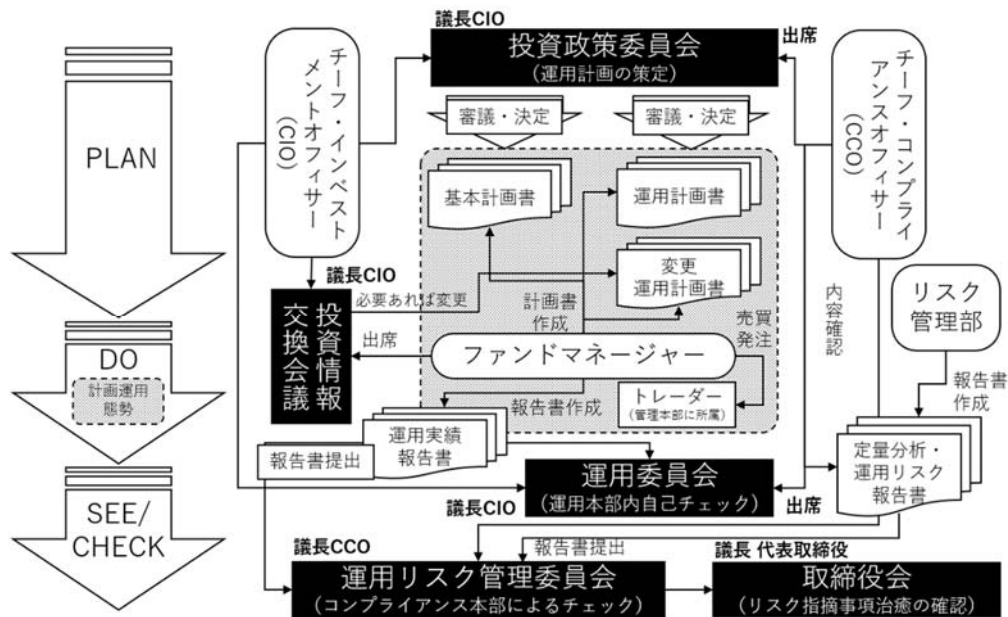 議長CIO
投資政策委員会
(運用計画の策定)
出席
チーフ・インベスト
メントオフィサー
(CIO)
チーフ・コンプライ
アンスオフィサー
(CCO)
PLAN
審議・決定
審議・決定
基本計画書
運用計画書
変更
運用計画書
議長CIO
必要あれば変更
投資情報
交換会議
出席
計画書
作成
売買
発注
内容確認
リスク
管理部
ファンドマネージャー
DO
計画運用
態勢
報告書作成
トレーダー
(管理本部に所属)
報告書
作成
運用実績
報告書
報告書提出
定量分析・
運用リスク
報告書
運用委員会
(運用本部内自己チェック)
議長CIO
出席
SEE/
CHECK
議長CCO
報告書提出
議長 代表取締役
運用リスク管理委員会
(コンプライアンス本部によるチェック)
取締役会
(リスク指摘事項治癒の確認)